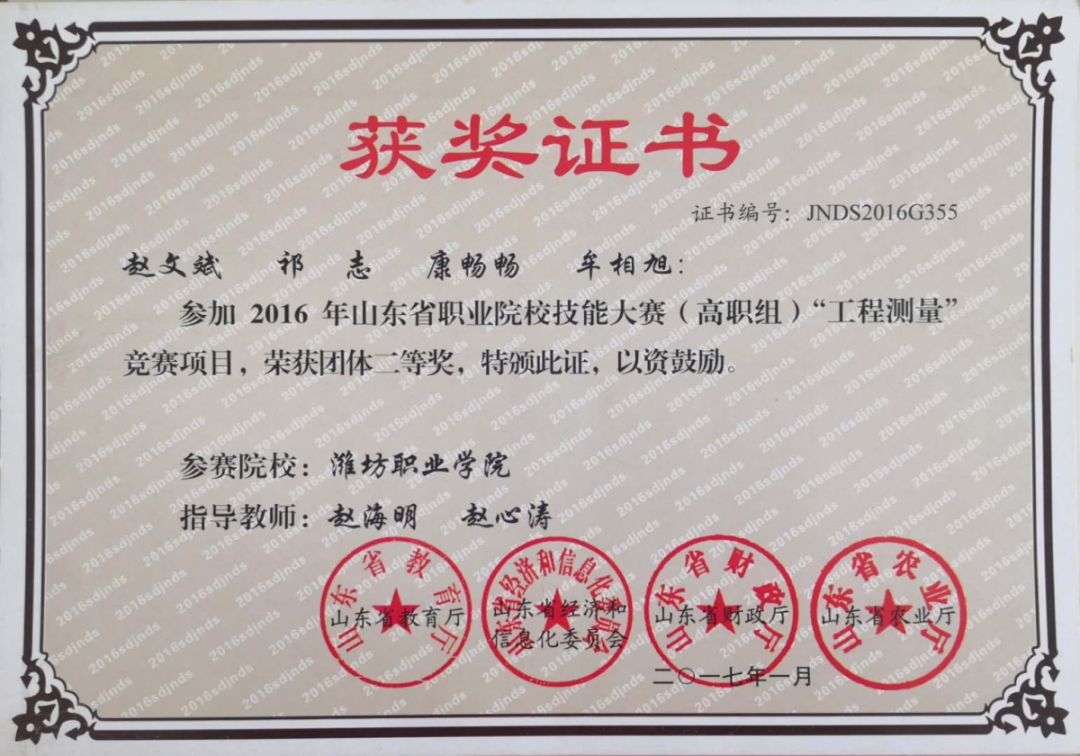 获奖证书
证书编号：JNDS2016G355
赵文斌 祁 志 康畅畅 牟相旭：
参加 2016 年山东省职业院校技能大赛（高职组）“工程测量”
竞赛项目，荣获团体二等奖，特颁此证，以资鼓励。
参赛院校：潍坊职业学院
指导教师：赵海明 赵心涛
山东省教育厅
山东省教育厅
山东省经济和信息化委员会
山东省经济和
信息化委员会
山东省财政厅
山东省财政厅
山东省农业厅
山东省农业厅
二〇一七年一月
2016sdjnds